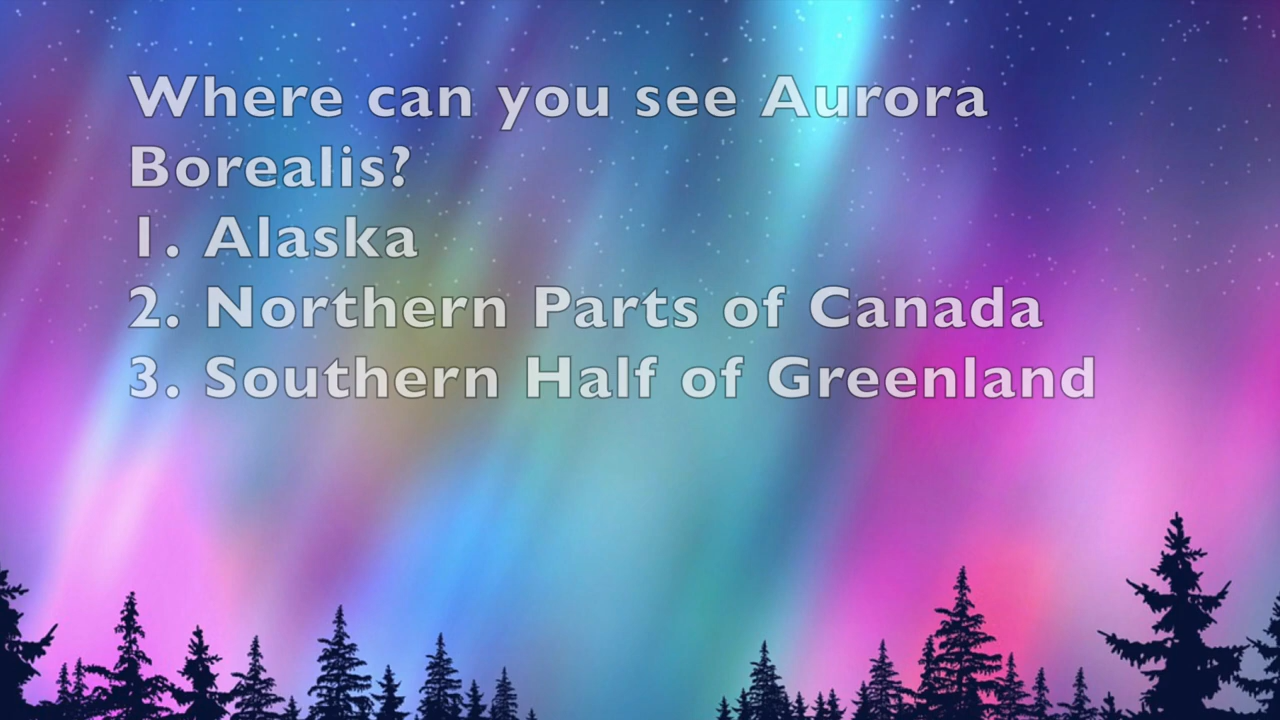 Where can you see Aurora
Borealis?
1. Alaska
2. Northern Parts of Canada
3. Southern Half of Greenland